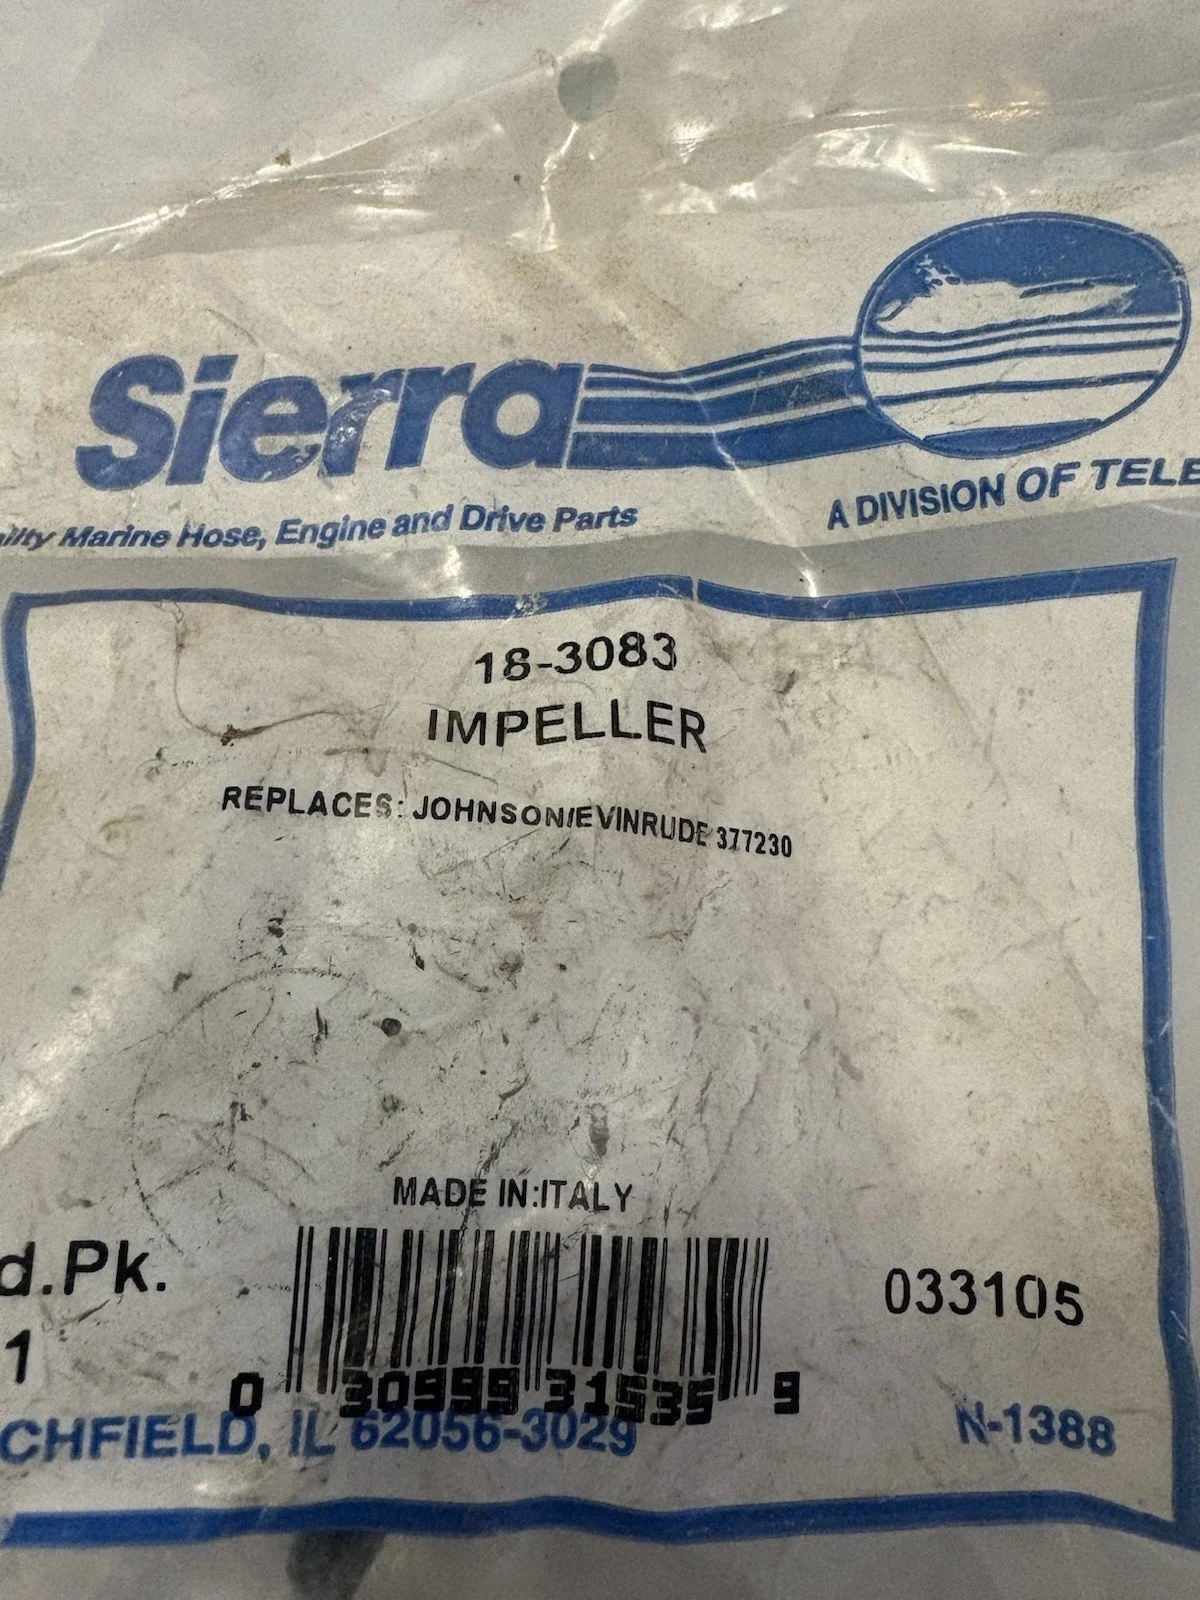 Sierra
A DIVISION OF TELE
Marine Hose, Engine and Drive Parts
18-3083
IMPELLER
REPLACES: JOHNSON/EVINRUDE 377230
MADE IN:ITALY
d.Pk.
033105
1
0 30999 31535 9
CHFIELD, IL 62056-3029
N-1388